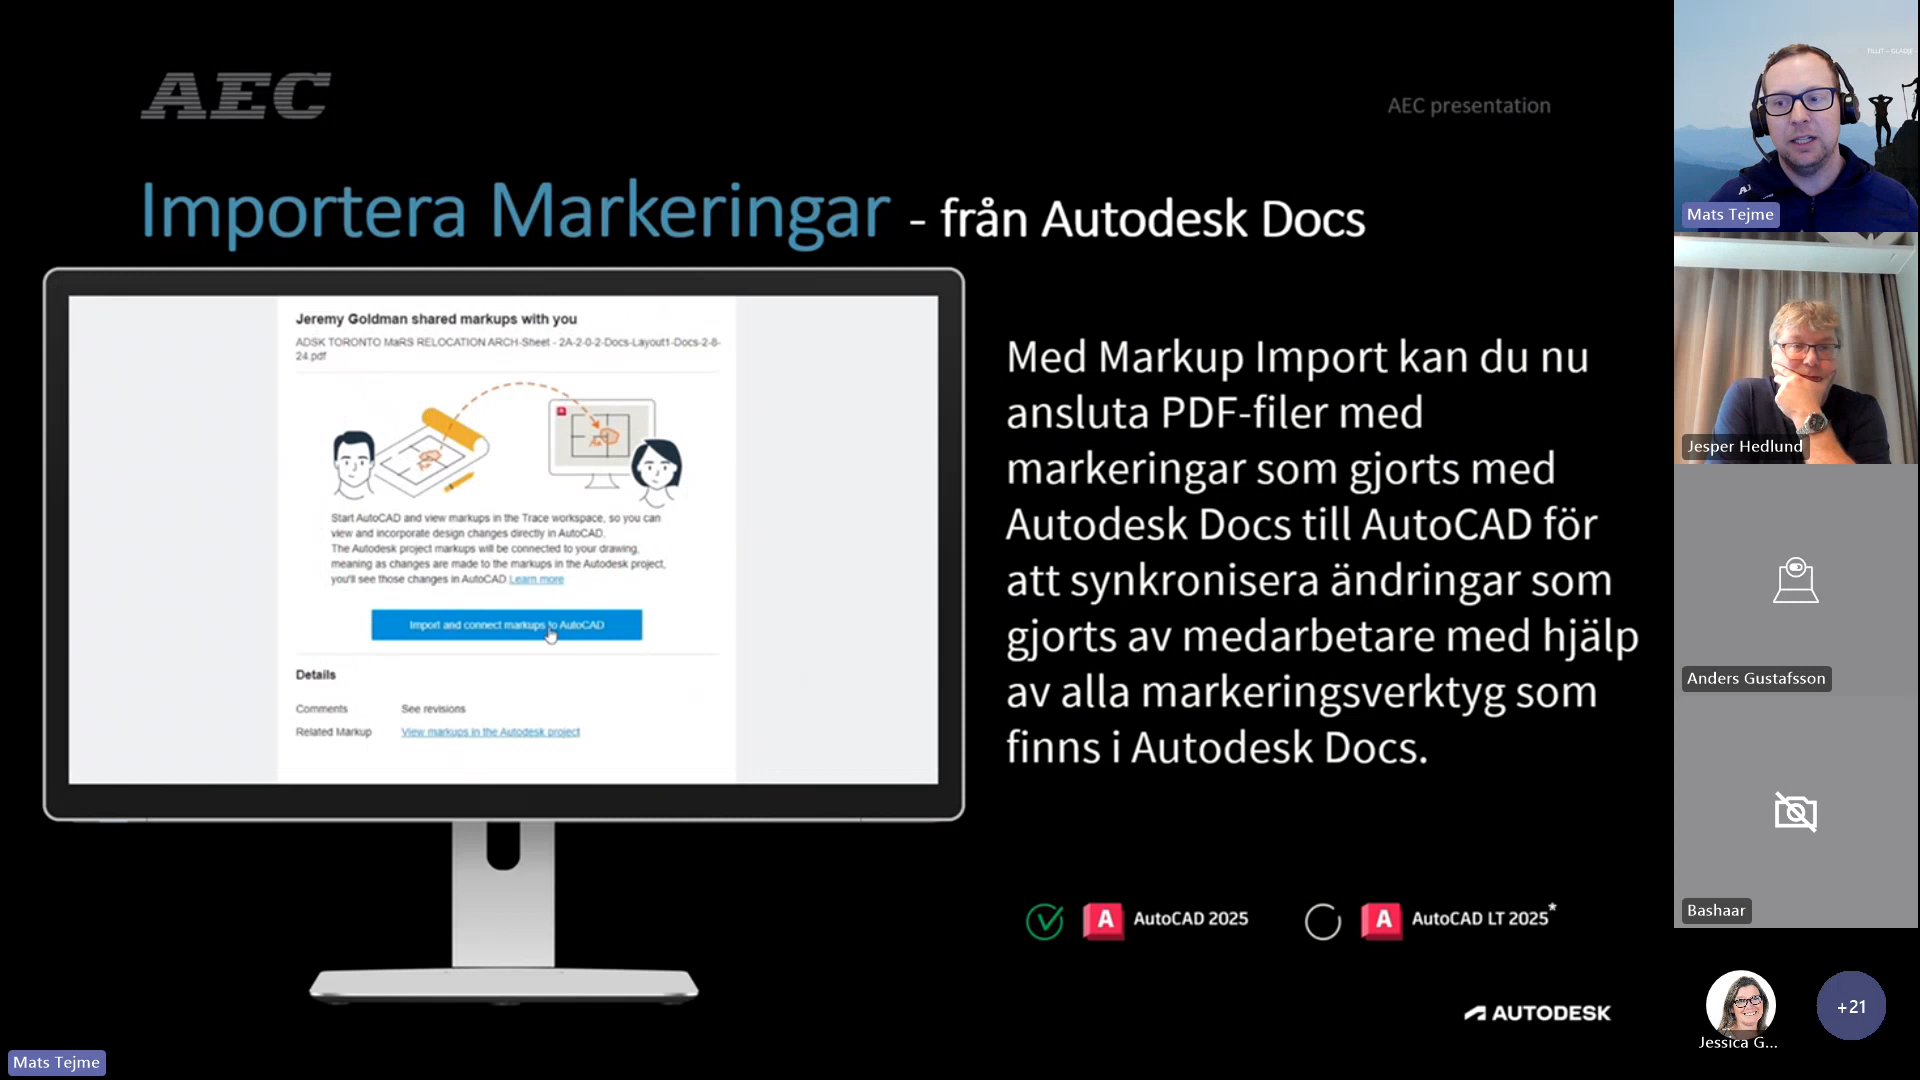 AEC
AEC presentation
Importera Markeringar - från Autodesk Docs
Jeremy Goldman shared markups with you
ADSK TORONTO MaRS RELOCATION ARCH-Sheet - 2A-2-0-2-Docs-Layout1-Docs-2-8-
24.pdf
Start AutoCAD and view markups in the Trace workspace, so you can
view and incorporate design changes directly in AutoCAD.
The Autodesk project markups will be connected to your drawing,
meaning as changes are made to the markups in the Autodesk project,
you'll see those changes in AutoCAD Learn more
Import and connect markups to AutoCAD
Details
Comments See revisions
Related Markup View markups in the Autodesk project
Med Markup Import kan du nu
ansluta PDF-filer med
markeringar som gjorts med
Autodesk Docs till AutoCAD för
att synkronisera ändringar som
gjorts av medarbetare med hjälp
av alla markeringsverktyg som
finns i Autodesk Docs.
A AutoCAD 2025
A AutoCAD LT 2025*
AUTODESK
Mats Tejme
Mats Tejme
Jesper Hedlund
Anders Gustafsson
Bashaar
Jessica G...
+21